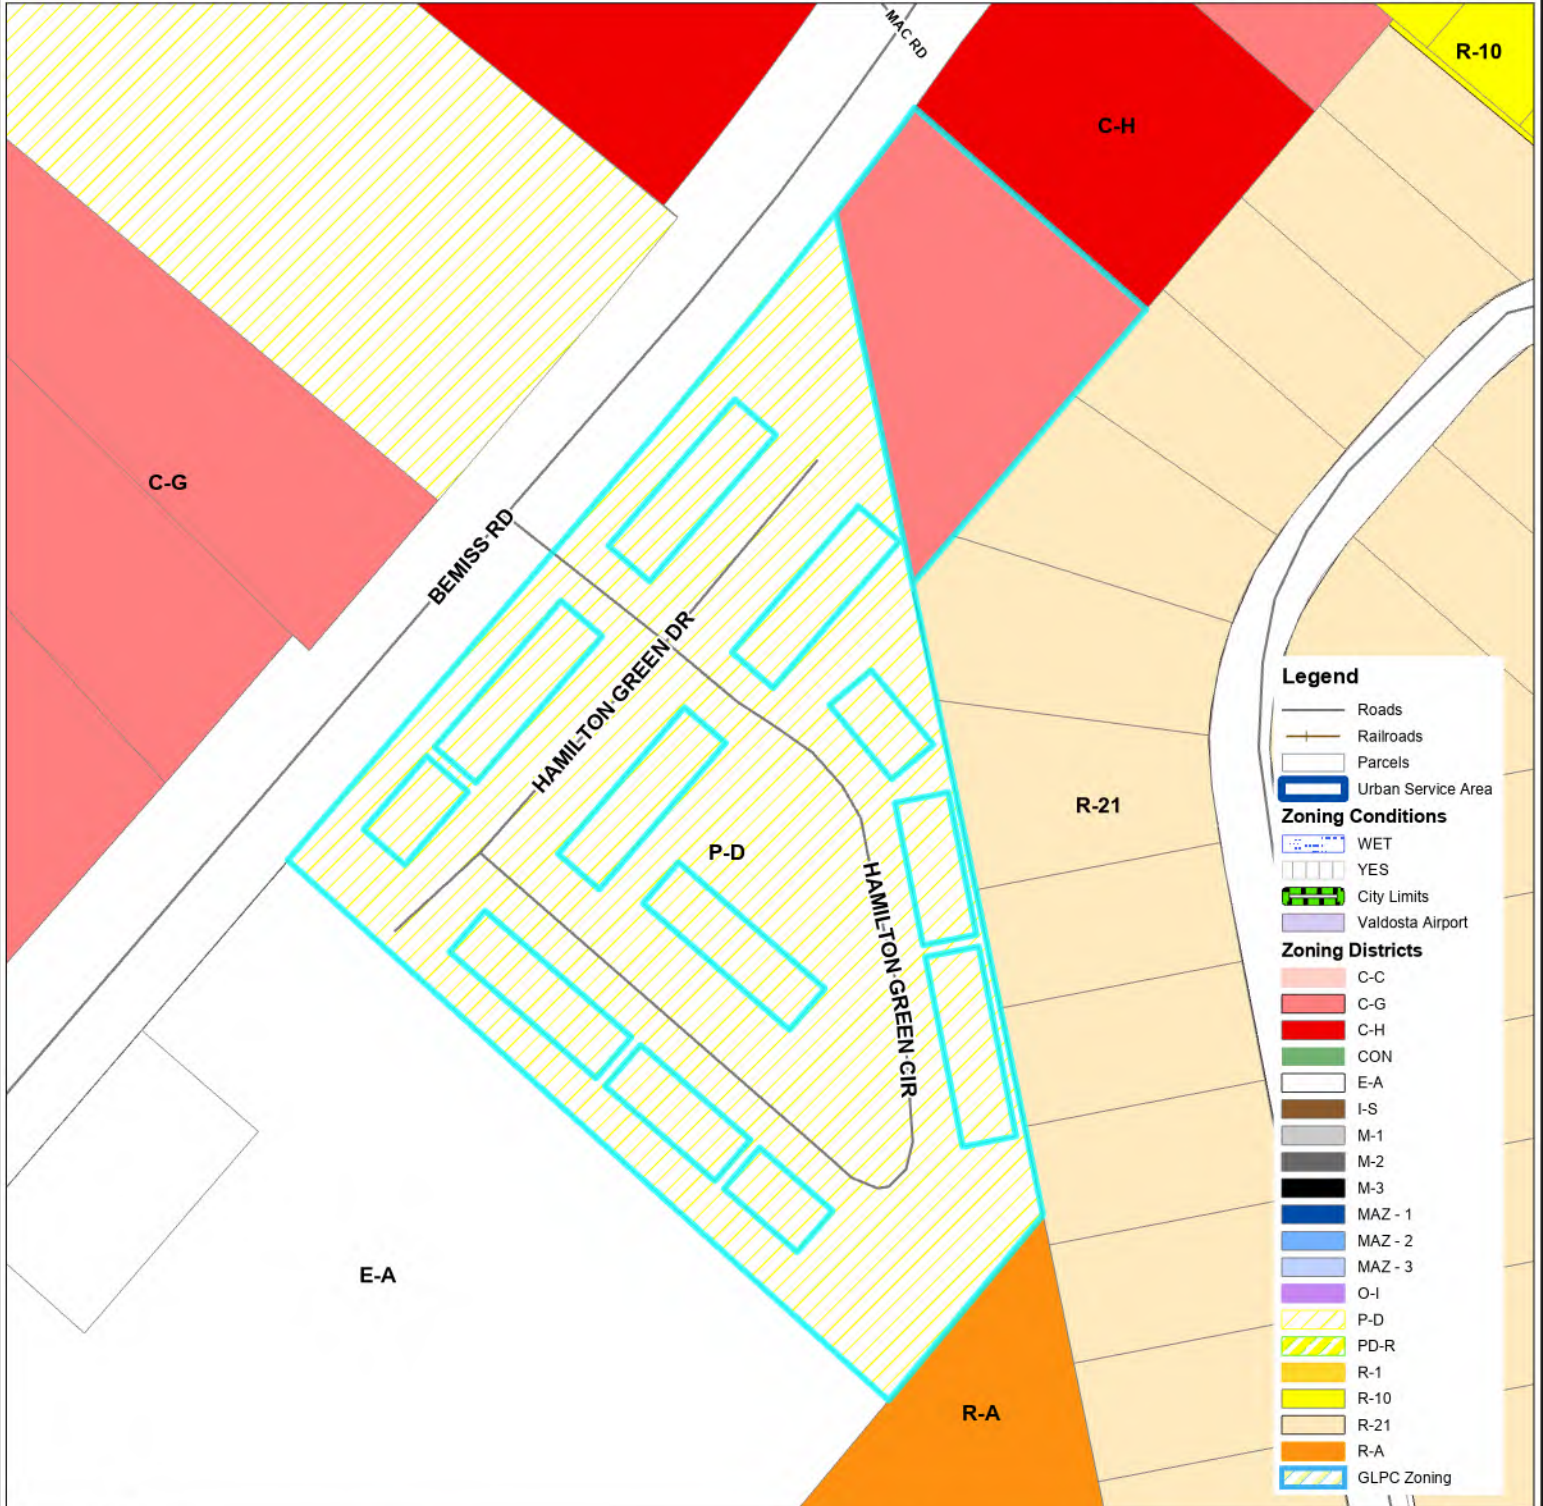 MAC RD
R-10
C-H
C-G
BEMISS RD
HAMILTON GREEN DR
R-21
P-D
HAMILTON GREEN CIR
E-A
R-A
Legend
Roads
Railroads
Parcels
Urban Service Area
Zoning Conditions
WET
YES
City Limits
Valdosta Airport
Zoning Districts
C-C
C-G
C-H
CON
E-A
I-S
M-1
M-2
M-3
MAZ - 1
MAZ - 2
MAZ - 3
O-I
P-D
PD-R
R-1
R-10
R-21
R-A
GLPC Zoning